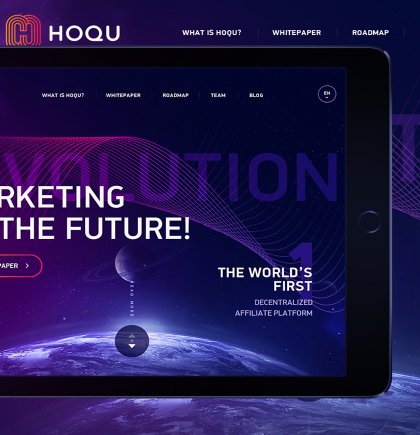 HOQU
WHAT IS HOQU? WHITEPAPER ROADMAP
WHAT IS HOQU? WHITEPAPER ROADMAP TEAM BLOG EN
VOLUTION
RKETING
THE FUTURE!
PAPER
READ MORE
1
THE WORLD'S
FIRST
DECENTRALIZED
AFFILIATE PLATFORM